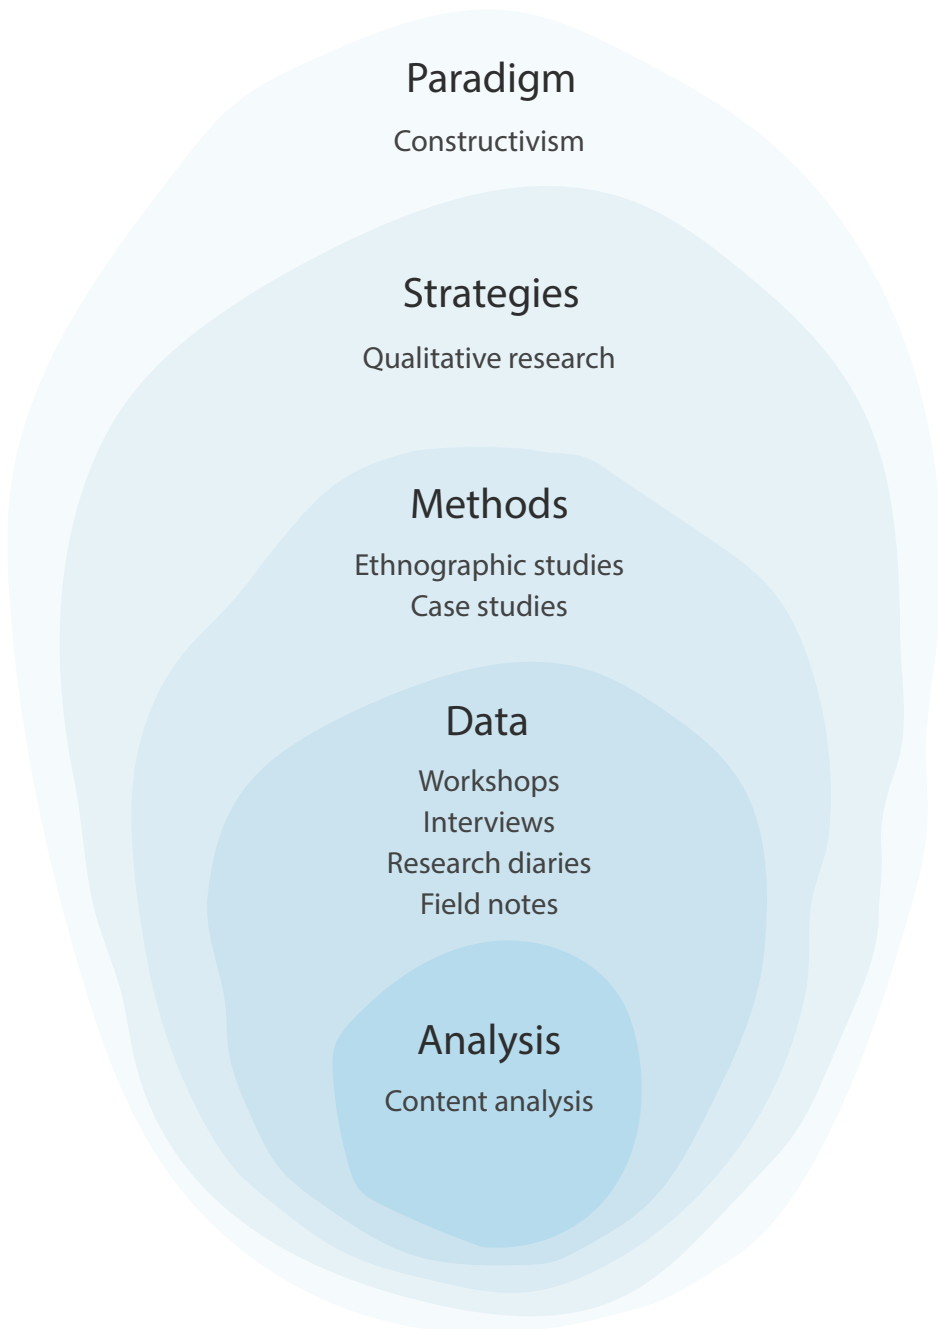 Paradigm
Constructivism
Strategies
Qualitative research
Methods
Ethnographic studies
Case studies
Data
Workshops
Interviews
Research diaries
Field notes
Analysis
Content analysis